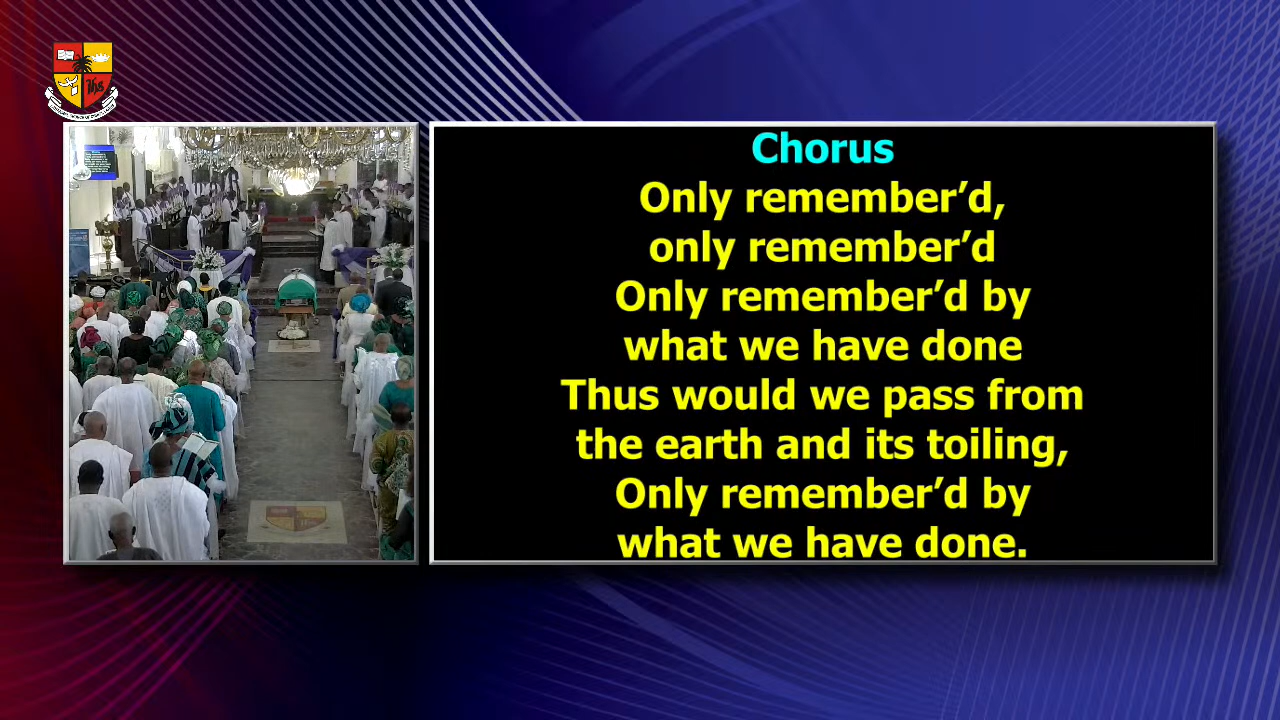 Chorus
Only remember’d,
only remember’d
Only remember’d by
what we have done
Thus would we pass from
the earth and its toiling,
Only remember’d by
what we have done.